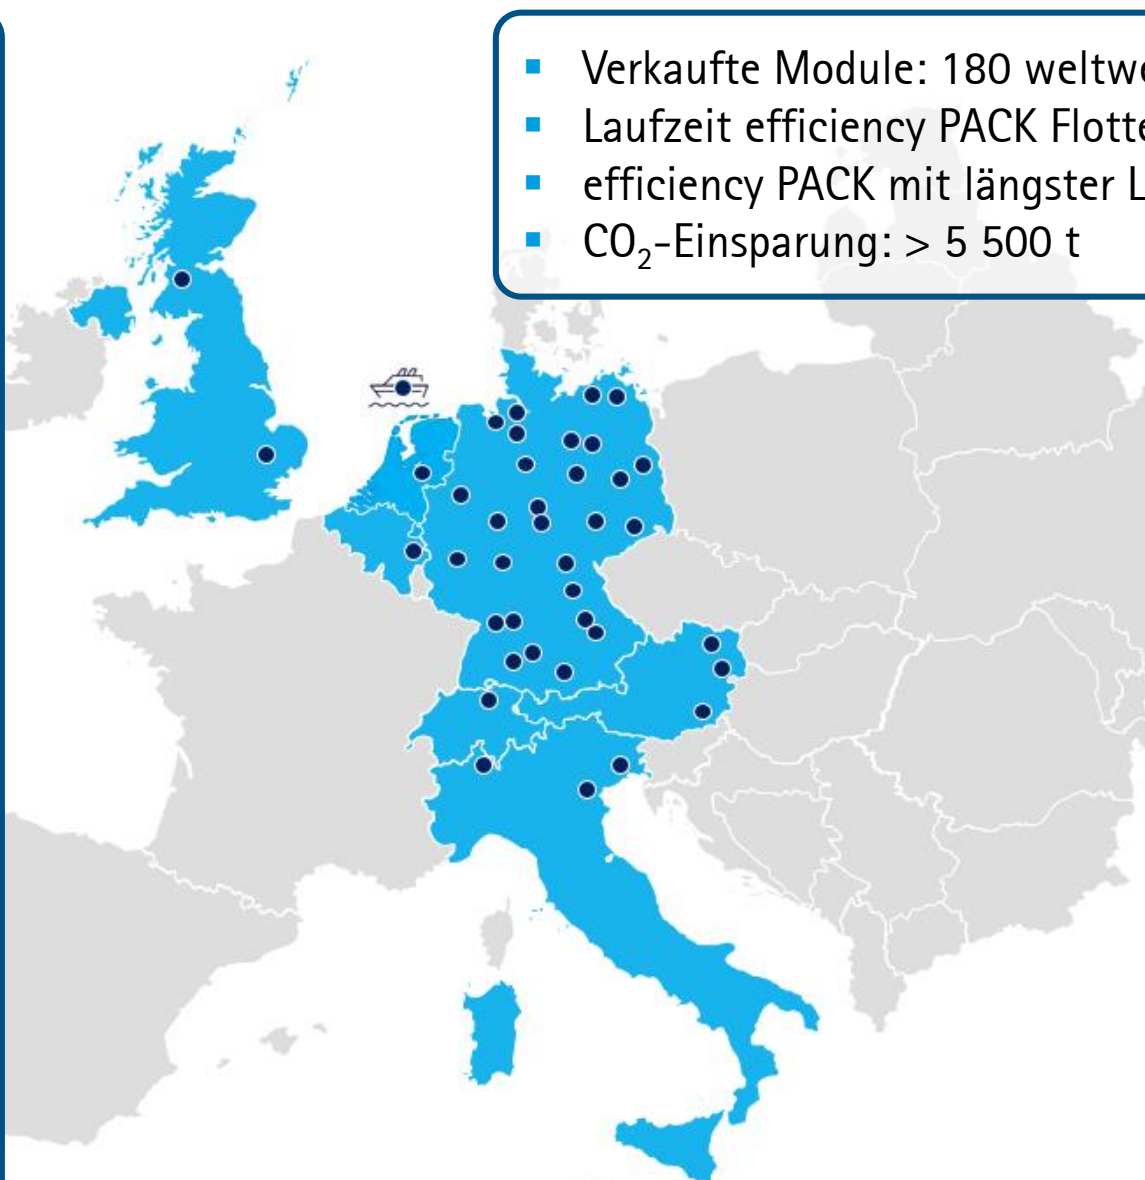 Verkaufte Module: 180
Laufzeit efficiency PACK
efficiency PACK mit längster
CO₂-Einsparung: > 5 500 t